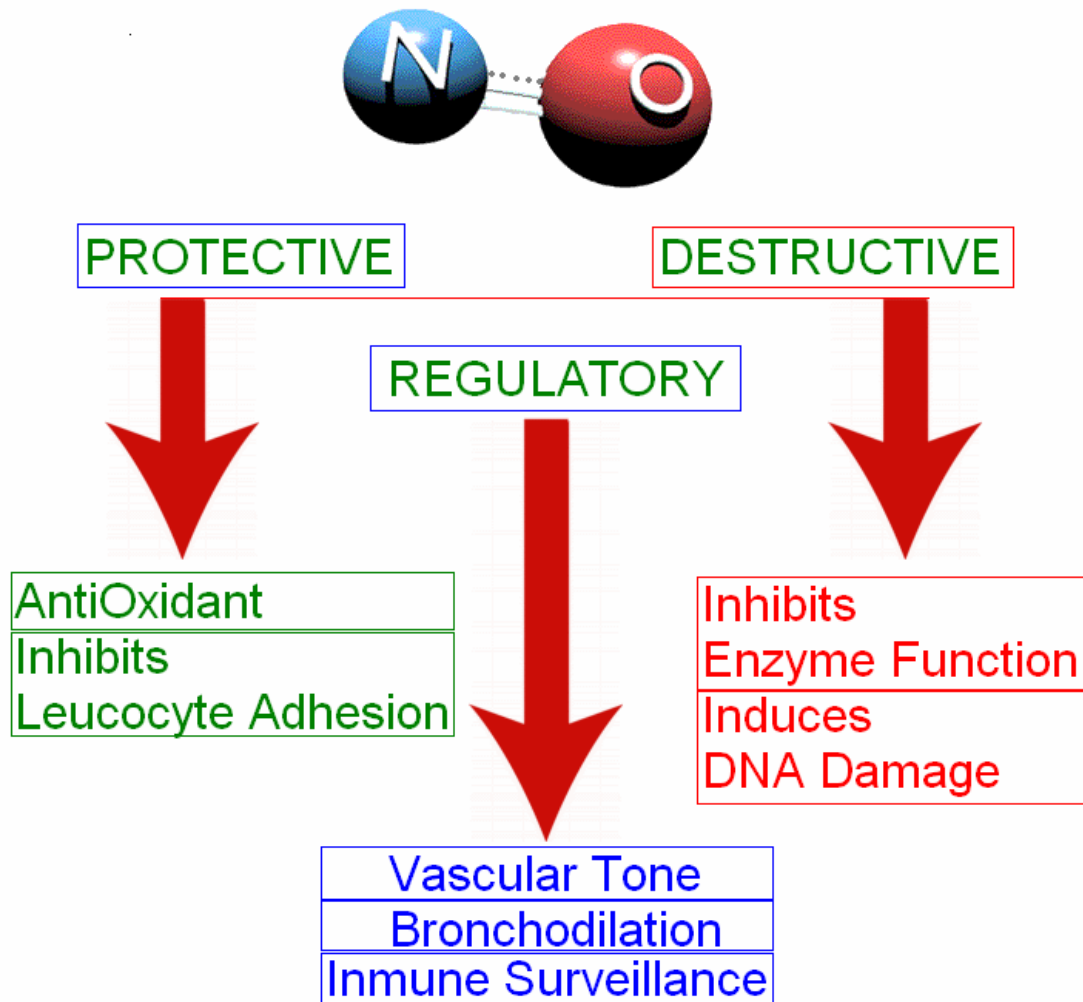 N O
PROTECTIVE
DESTRUCTIVE
REGULATORY
AntiOxidant
Inhibits
Leucocyte Adhesion
Inhibits
Enzyme Function
Induces
DNA Damage
Vascular Tone
Bronchodilation
Inmune Surveillance